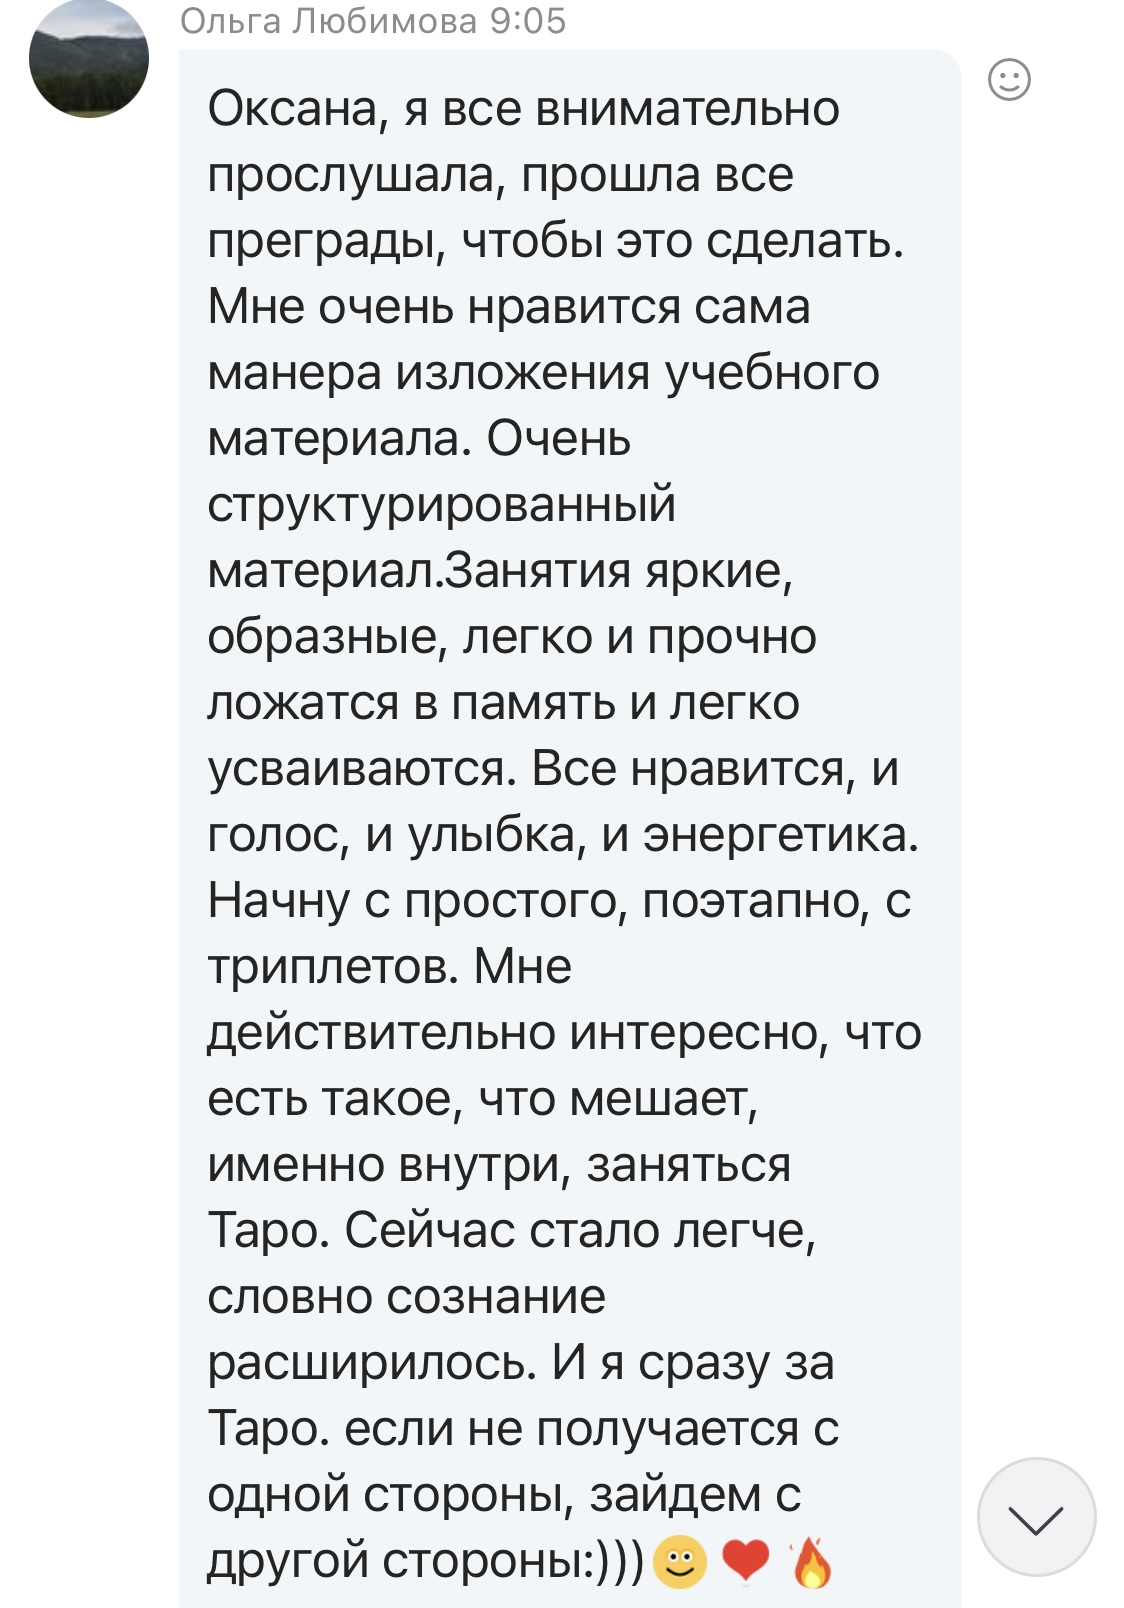 Ольга Любимова 9:05
Оксана, я все внимательно
прослушала, прошла все
преграды, чтобы это сделать.
Мне очень нравится сама
манера изложения учебного
материала. Очень
структурированный
материал.Занятия яркие,
образные, легко и прочно
ложатся в память и легко
усваиваются. Все нравится, и
голос, и улыбка, и энергетика.
Начну с простого, поэтапно, с
триплетов. Мне
действительно интересно, что
есть такое, что мешает,
именно внутри, заняться
Таро. Сейчас стало легче,
словно сознание
расширилось. И я сразу за
Таро. если не получается с
одной стороны, зайдем с
другой стороны:)))🙂❤️🔥